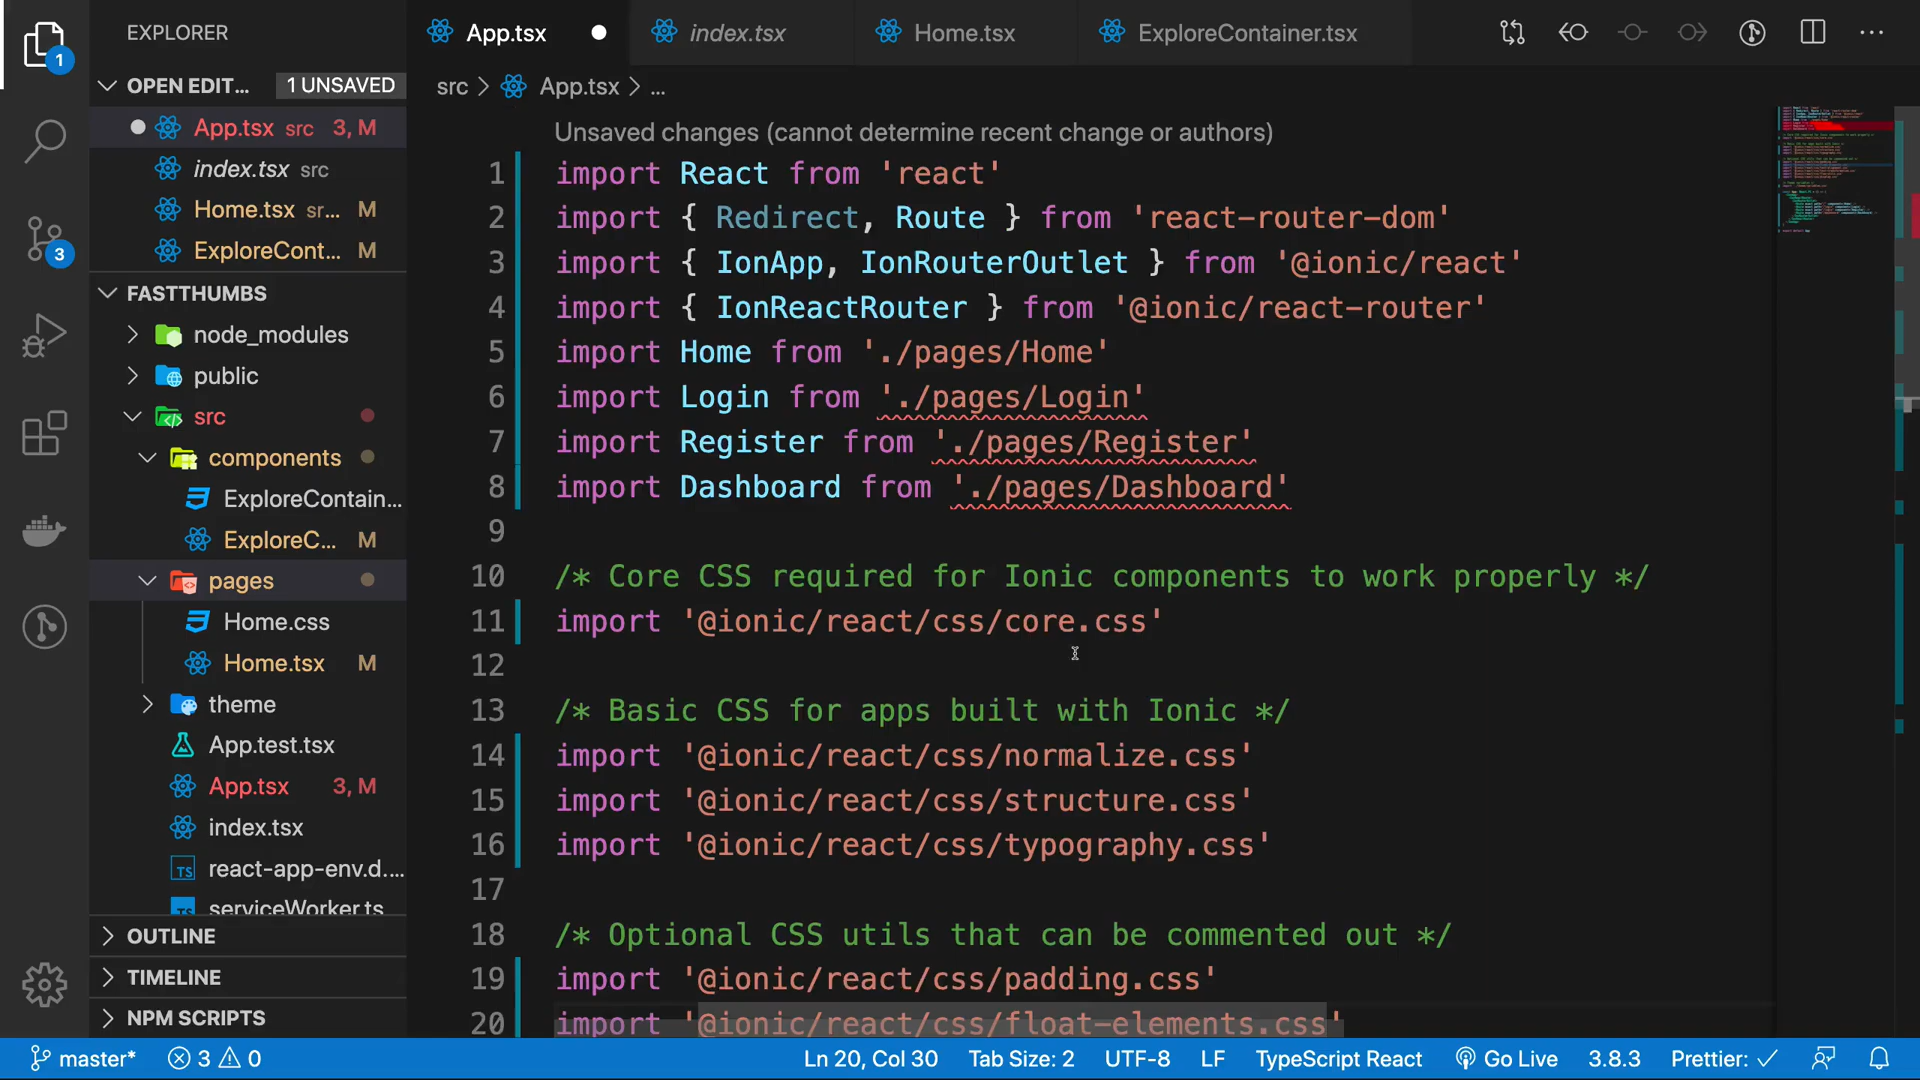 EXPLORER
App.tsx
index.tsx
Home.tsx
ExploreContainer.tsx
1
3
OPEN EDIT...
1 UNSAVED
App.tsx src 3, M
index.tsx src
Home.tsx sr... M
ExploreCont... M
FASTTHUMBS
node_modules
public
src
components
ExploreContain...
ExploreC... M
pages
Home.css
Home.tsx M
theme
App.test.tsx
App.tsx 3, M
index.tsx
TS react-app-env.d....
TS serviceWorker.ts
OUTLINE
TIMELINE
NPM SCRIPTS
src > App.tsx > ...
Unsaved changes (cannot determine recent change or authors)
1 import React from 'react'
2 import { Redirect, Route } from 'react-router-dom'
3 import { IonApp, IonRouterOutlet } from '@ionic/react'
4 import { IonReactRouter } from '@ionic/react-router'
5 import Home from './pages/Home'
6 import Login from './pages/Login'
7 import Register from './pages/Register'
8 import Dashboard from './pages/Dashboard'
9
10 /* Core CSS required for Ionic components to work properly */
11 import '@ionic/react/css/core.css'
12
13 /* Basic CSS for apps built with Ionic */
14 import '@ionic/react/css/normalize.css'
15 import '@ionic/react/css/structure.css'
16 import '@ionic/react/css/typography.css'
17
18 /* Optional CSS utils that can be commented out */
19 import '@ionic/react/css/padding.css'
20 import '@ionic/react/css/float-elements.css'
master* 3 0 Ln 20, Col 30 Tab Size: 2 UTF-8 LF TypeScript React Go Live 3.8.3 Prettier: ✓